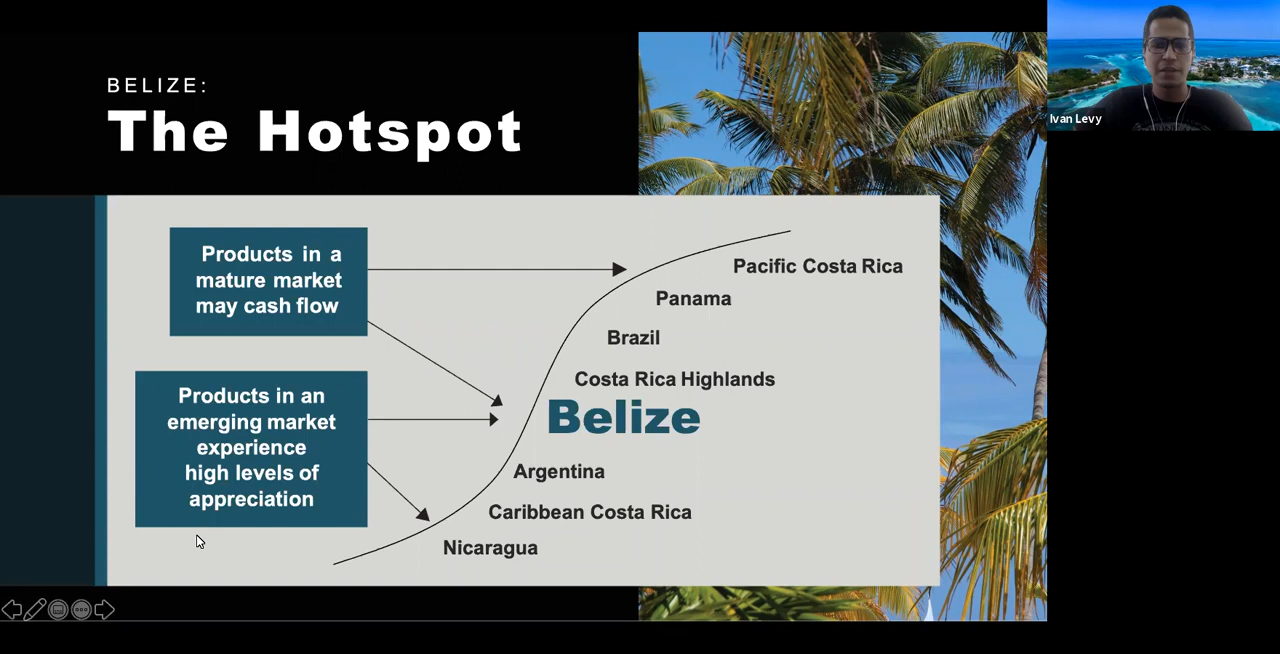 BELIZE:
The Hotspot
Products in a
mature market
may cash flow
Products in an
emerging market
experience
high levels of
appreciation
Pacific Costa Rica
Panama
Brazil
Costa Rica Highlands
Belize
Argentina
Caribbean Costa Rica
Nicaragua
Ivan Levy